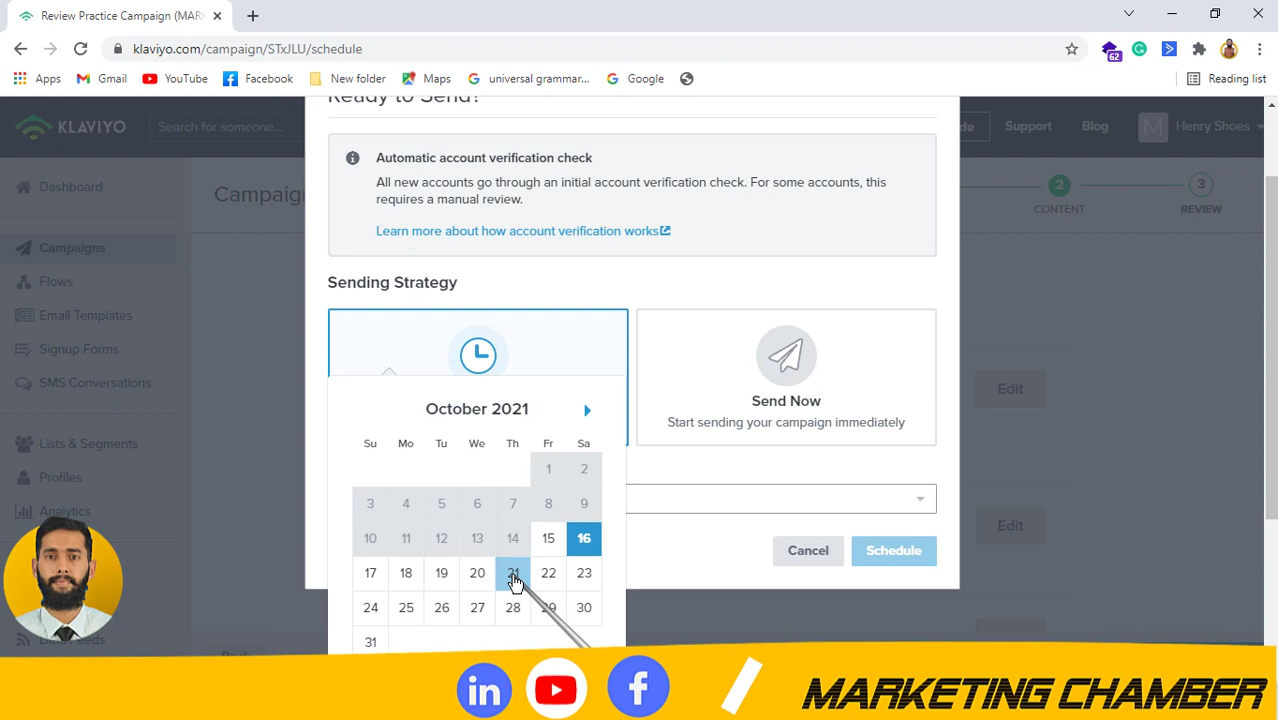 Review Practice Campaign (MAR
klaviyo.com/campaign/STxJLU/schedule
62
Apps Gmail YouTube Facebook New folder Maps universal grammar... Google Reading list
Ready to Send?
KLAVIYO
Search for someone...
Support Blog M Henry Shoes
Automatic account verification check
All new accounts go through an initial account verification check. For some accounts, this
requires a manual review.
Learn more about how account verification works
Dashboard
Campaigns
Flows
Email Templates
Signup Forms
SMS Conversations
Lists & Segments
Profiles
Analytics
Campaign
2 3
CONTENT REVIEW
Sending Strategy
Send Now
Start sending your campaign immediately
October 2021
Su Mo Tu We Th Fr Sa
1 2
3 4 5 6 7 8 9
10 11 12 13 14 15 16
17 18 19 20 21 22 23
24 25 26 27 28 29 30
31
Edit
Edit
Cancel Schedule
in f
MARKETING CHAMBER